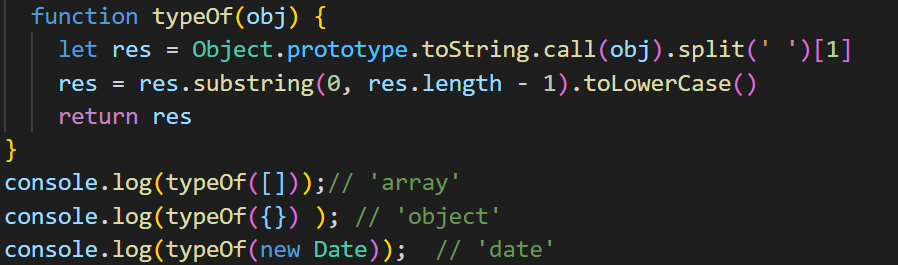 function typeOf(obj) {
let res = Object.prototype.toString.call(obj).split(' ')[1]
res = res.substring(0, res.length - 1).toLowerCase()
return res
}
console.log(typeOf([]));// 'array'
console.log(typeOf({}) ); // 'object'
console.log(typeOf(new Date));  // 'date'